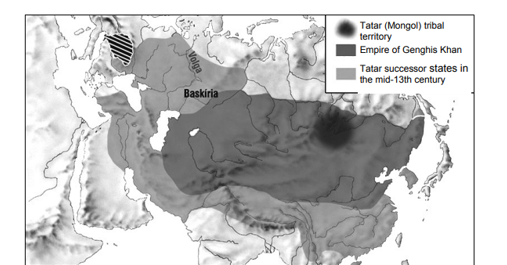 Tatar (Mongol) tribal
territory
Empire of Genghis Khan
Tatar successor states in
the mid-13th century
Volga
Baskiria